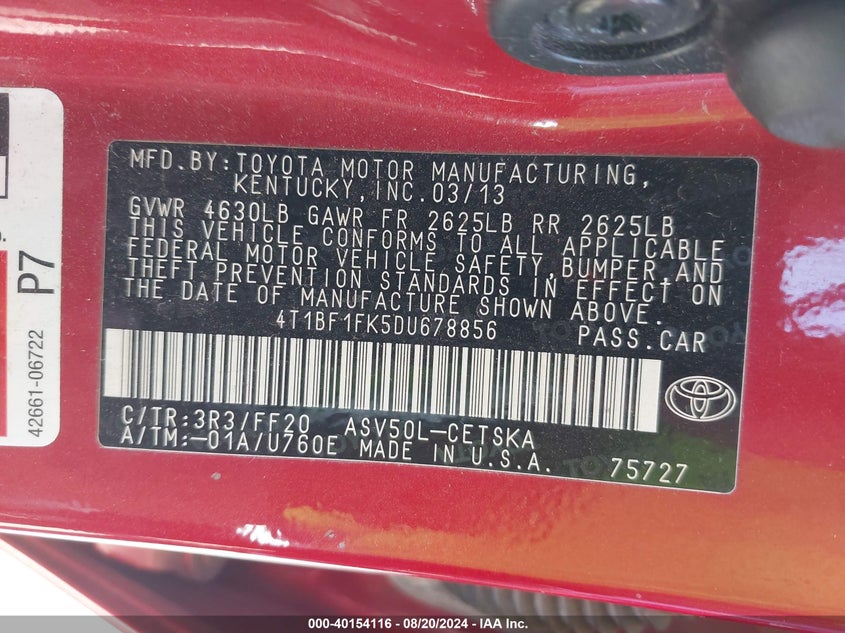 MFD.BY:TOYOTA MOTOR MANUFACTURING,
KENTUCKY,INC.03/13
GVWR 4630LB GAWR FR 2625LB RR 2625LB
THIS VEHICLE CONFORMS TO ALL APPLICABLE
FEDERAL MOTOR VEHICLE SAFETY,BUMPER,AND
THEFT PREVENTION STANDARDS IN EFFECT ON
THE DATE OF MANUFACTURE SHOWN ABOVE.
4T1BF1FK5DU678856 PASS.CAR
C/TR:3R3/FF20 ASV50L-CETSKA
A/TM:-01A/U760E MADE IN U.S.A. 75727
P7
42661-06722
000-40154116 - 08/20/2024 - IAA Inc.